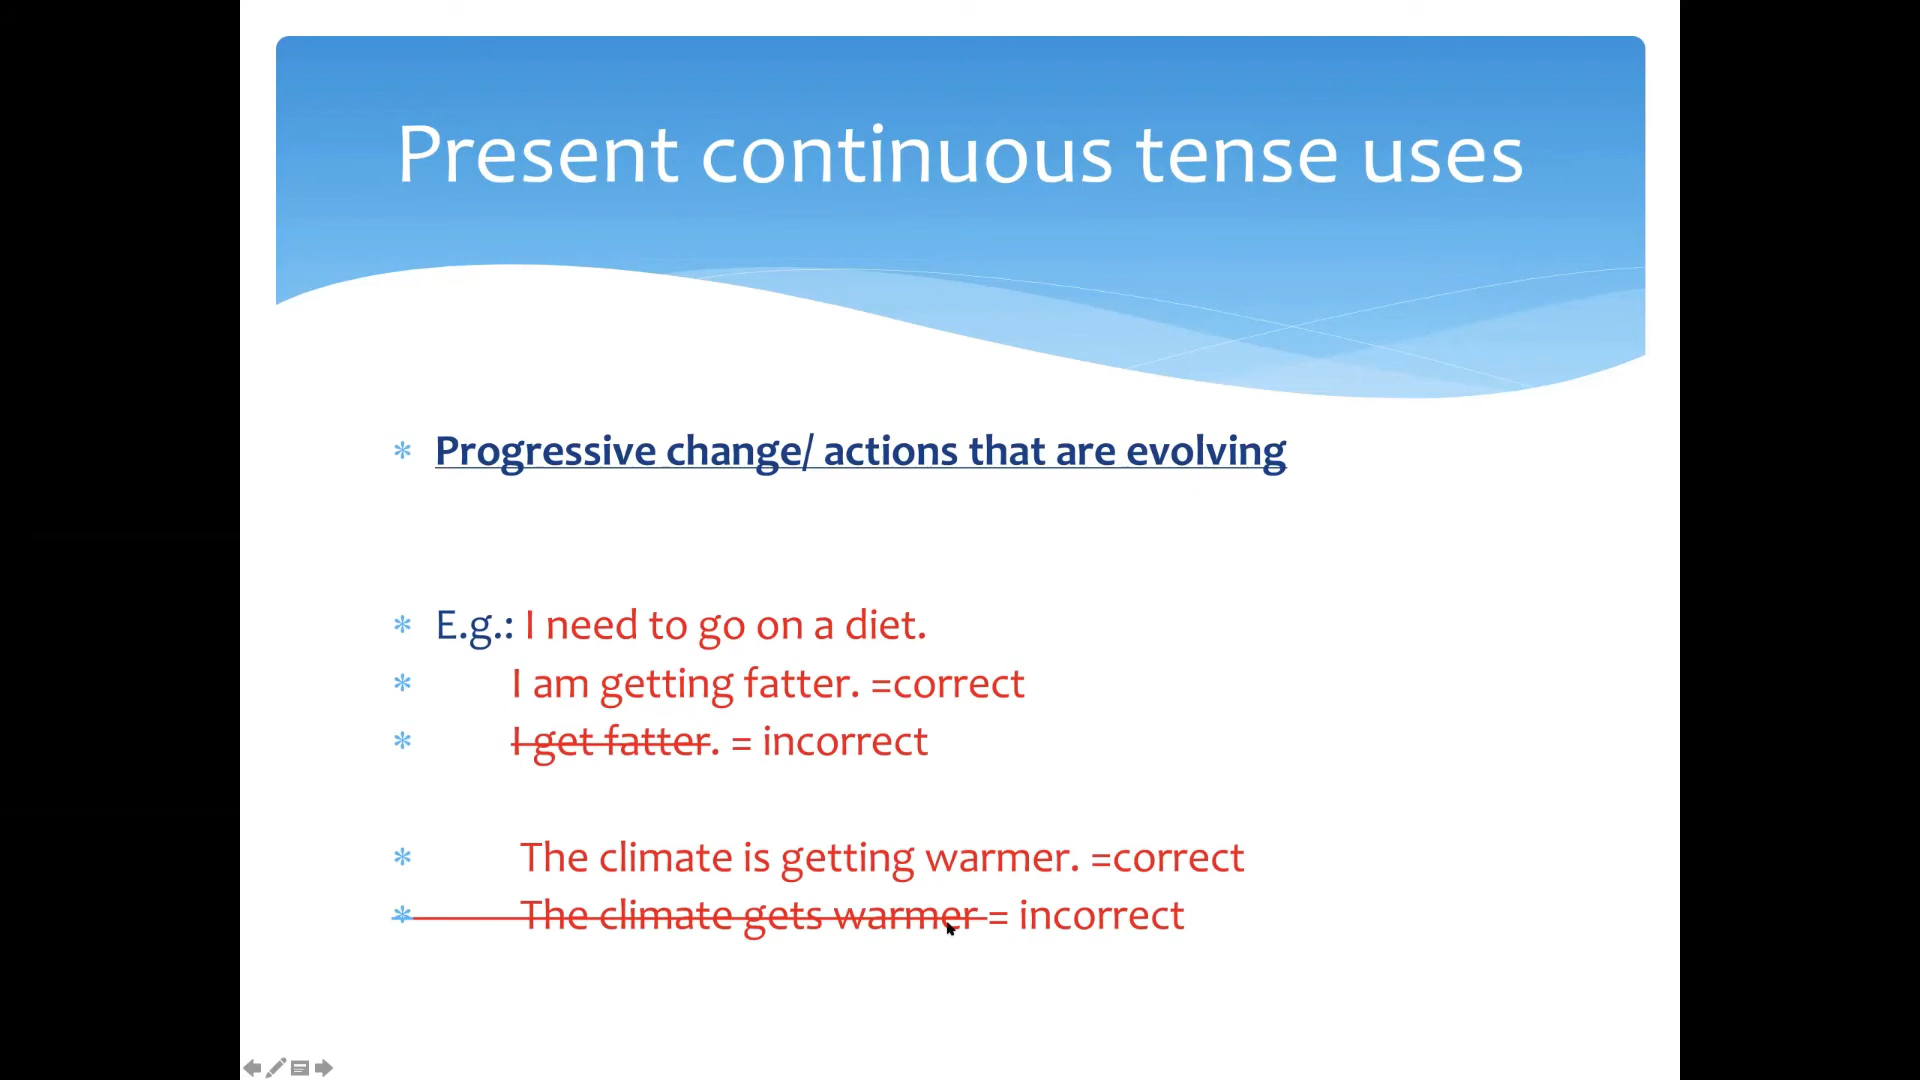 Present continuous tense uses
* Progressive change/ actions that are evolving
* E.g.: I need to go on a diet.
* I am getting fatter. =correct
* I get fatter. = incorrect
* The climate is getting warmer. =correct
* The climate gets warmer = incorrect